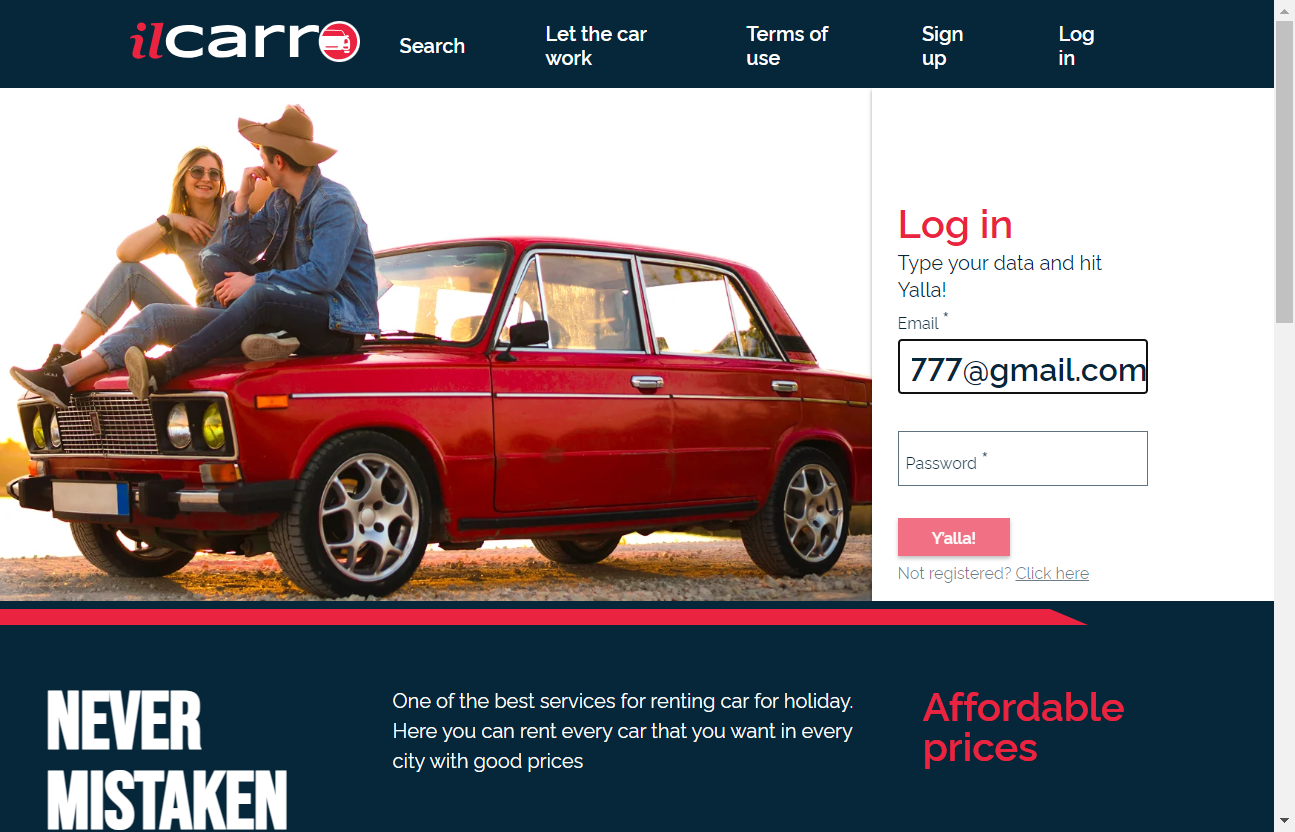 ilcarro
Search
Let the car
work
Terms of
use
Sign
up
Log
in
Log in
Type your data and hit
Yalla!
Email *
777@gmail.com
Password *
Y'alla!
Not registered? Click here
NEVER
MISTAKEN
One of the best services for renting car for holiday.
Here you can rent every car that you want in every
city with good prices
Affordable
prices